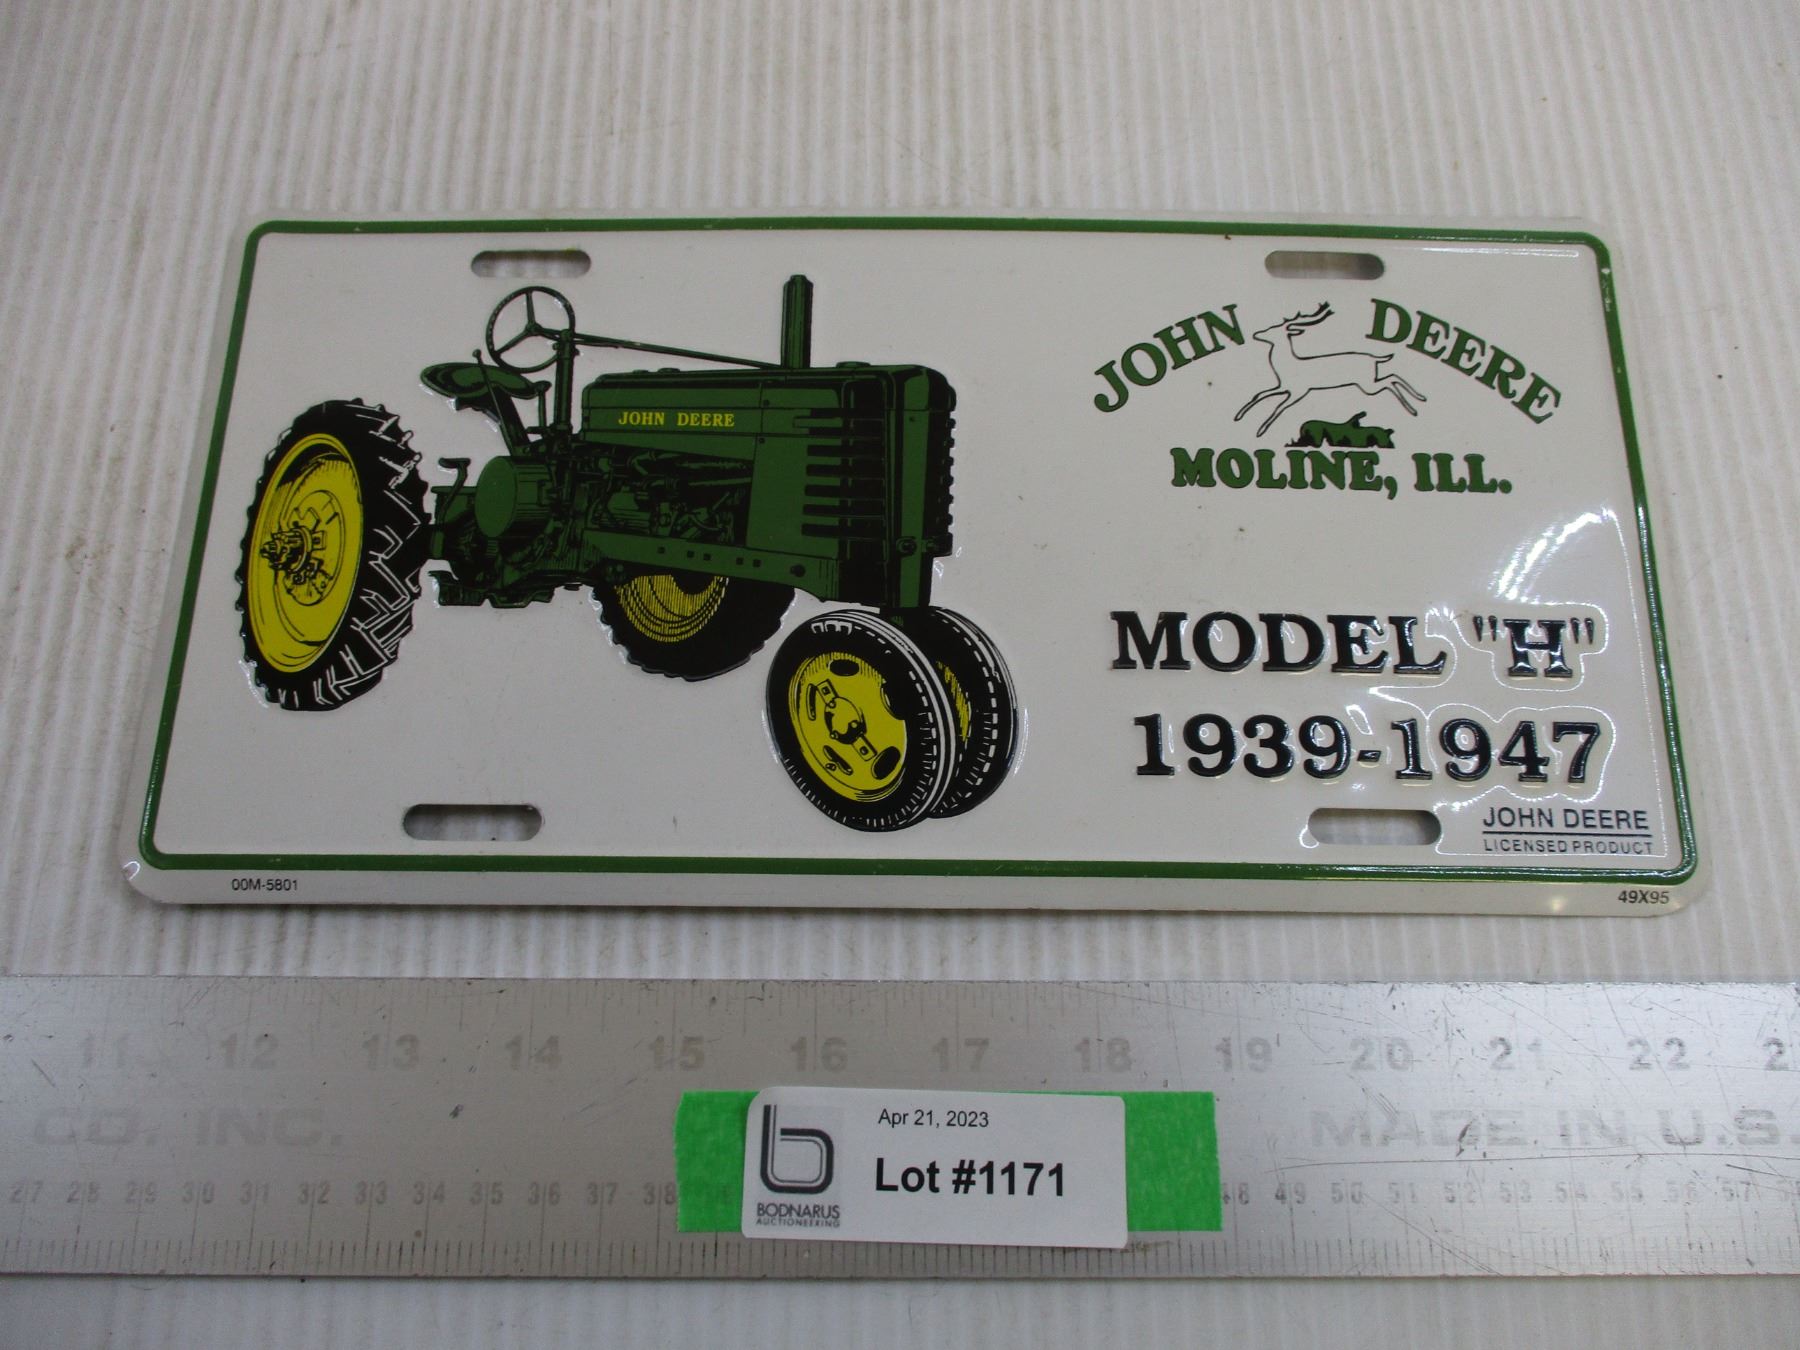 JOHN DEERE
JOHN DEERE
MOLINE, ILL.
MODEL "H"
1939-1947
JOHN DEERE
LICENSED PRODUCT
00M-5801
49X95
11 12 13 14 15 16 17 18 19 20 21 22
CO. INC.
MADE IN U.S.
Apr 21, 2023
Lot #1171
BODNARUS
AUCTIONEERING
27 28 29 30 31 32 33 34 35 36 37 38 48 49 50 51 52 53 54 55 56 57